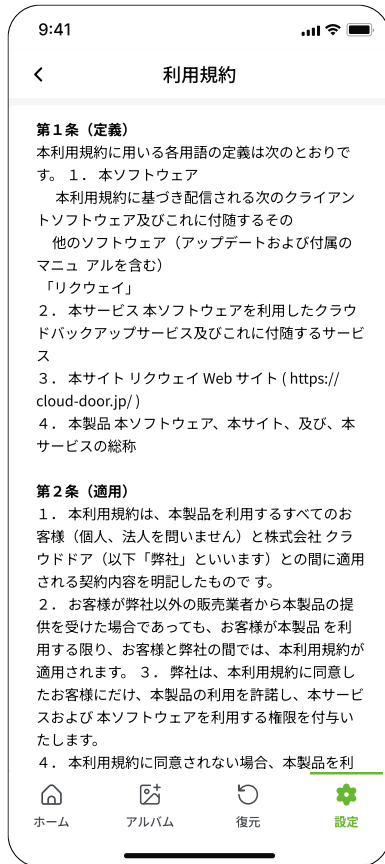 9:41
利用規約
第１条（定義）
本利用規約に用いる各用語の定義は次のとおりで
す。 １． 本ソフトウェア
本利用規約に基づき配信される次のクライアン
トソフトウェア及びこれに付随するその
他のソフトウェア（アップデートおよび付属の
マニュ アルを含む）
「リクウェイ」
２． 本サービス 本ソフトウェアを利用したクラウ
ドバックアップサービス及びこれに付随するサービ
ス
３． 本サイト リクウェイ Web サイト ( https://
cloud-door.jp/ )
４． 本製品 本ソフトウェア、本サイト、及び、本
サービスの総称
第２条（適用）
１． 本利用規約は、本製品を利用するすべてのお
客様（個人、法人を問いません）と株式会社 クラ
ウドドア（以下「弊社」といいます）との間に適用
される契約内容を明記したもので す。
２． お客様が弊社以外の販売業者から本製品の提
供を受けた場合であっても、お客様が本製品 を利
用する限り、お客様と弊社の間では、本利用規約が
適用されます。 ３． 弊社は、本利用規約に同意し
たお客様にだけ、本製品の利用を許諾し、本サービ
スおよび 本ソフトウェアを利用する権限を付与い
たします。
４． 本利用規約に同意されない場合、本製品を利
ホーム
アルバム
復元
設定